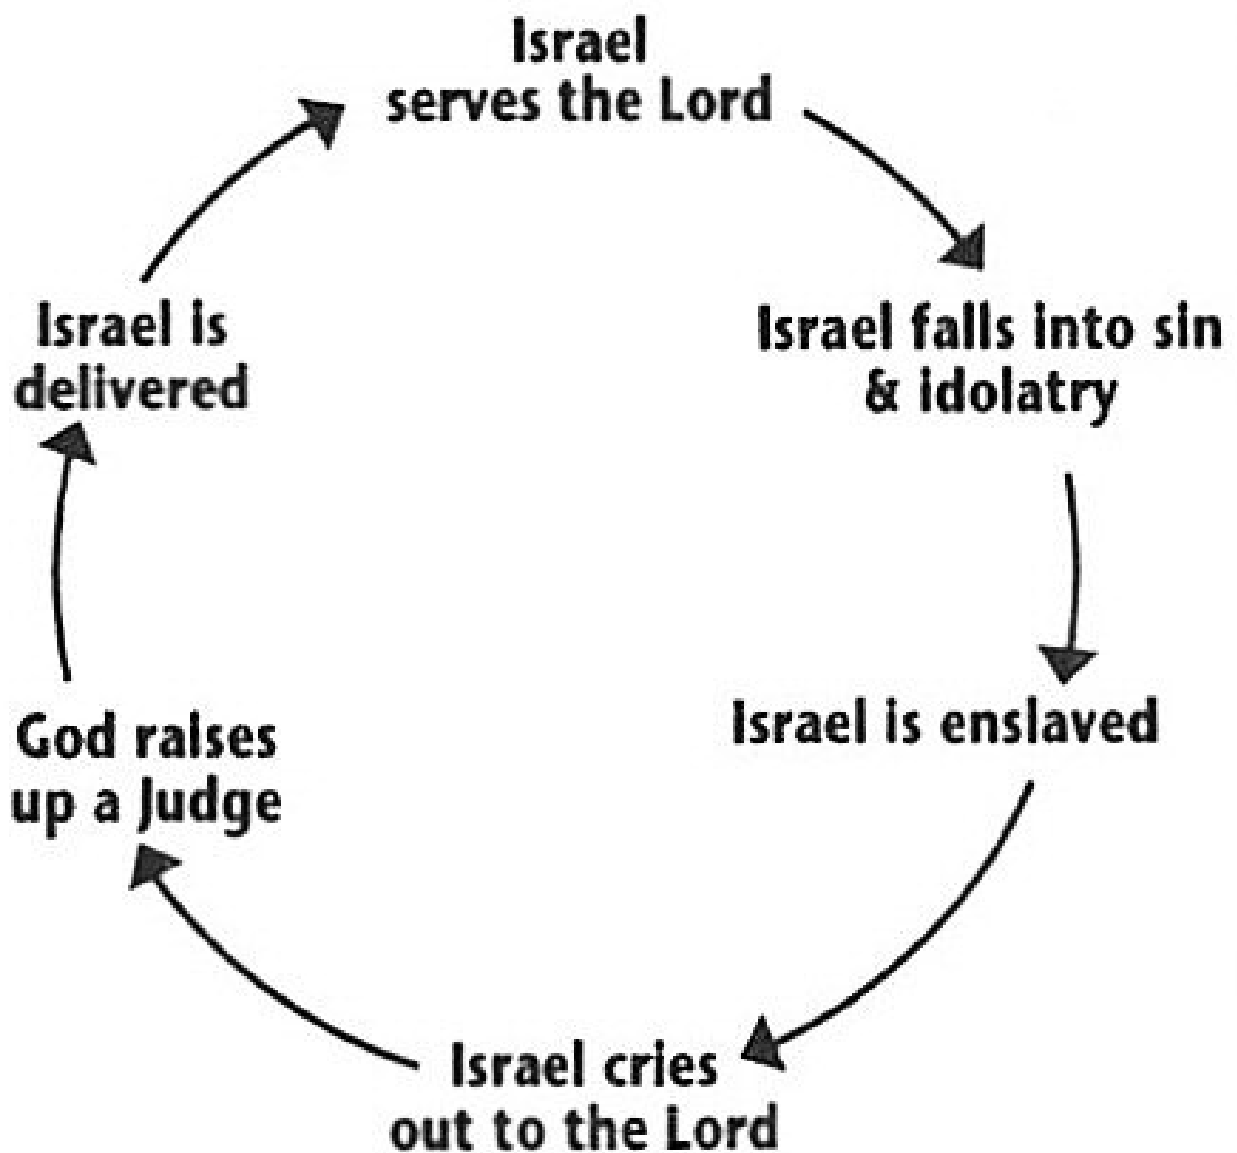 Israel
serves the Lord
Israel falls into sin
& idolatry
Israel is enslaved
Israel cries
out to the Lord
God raises
up a Judge
Israel is
delivered